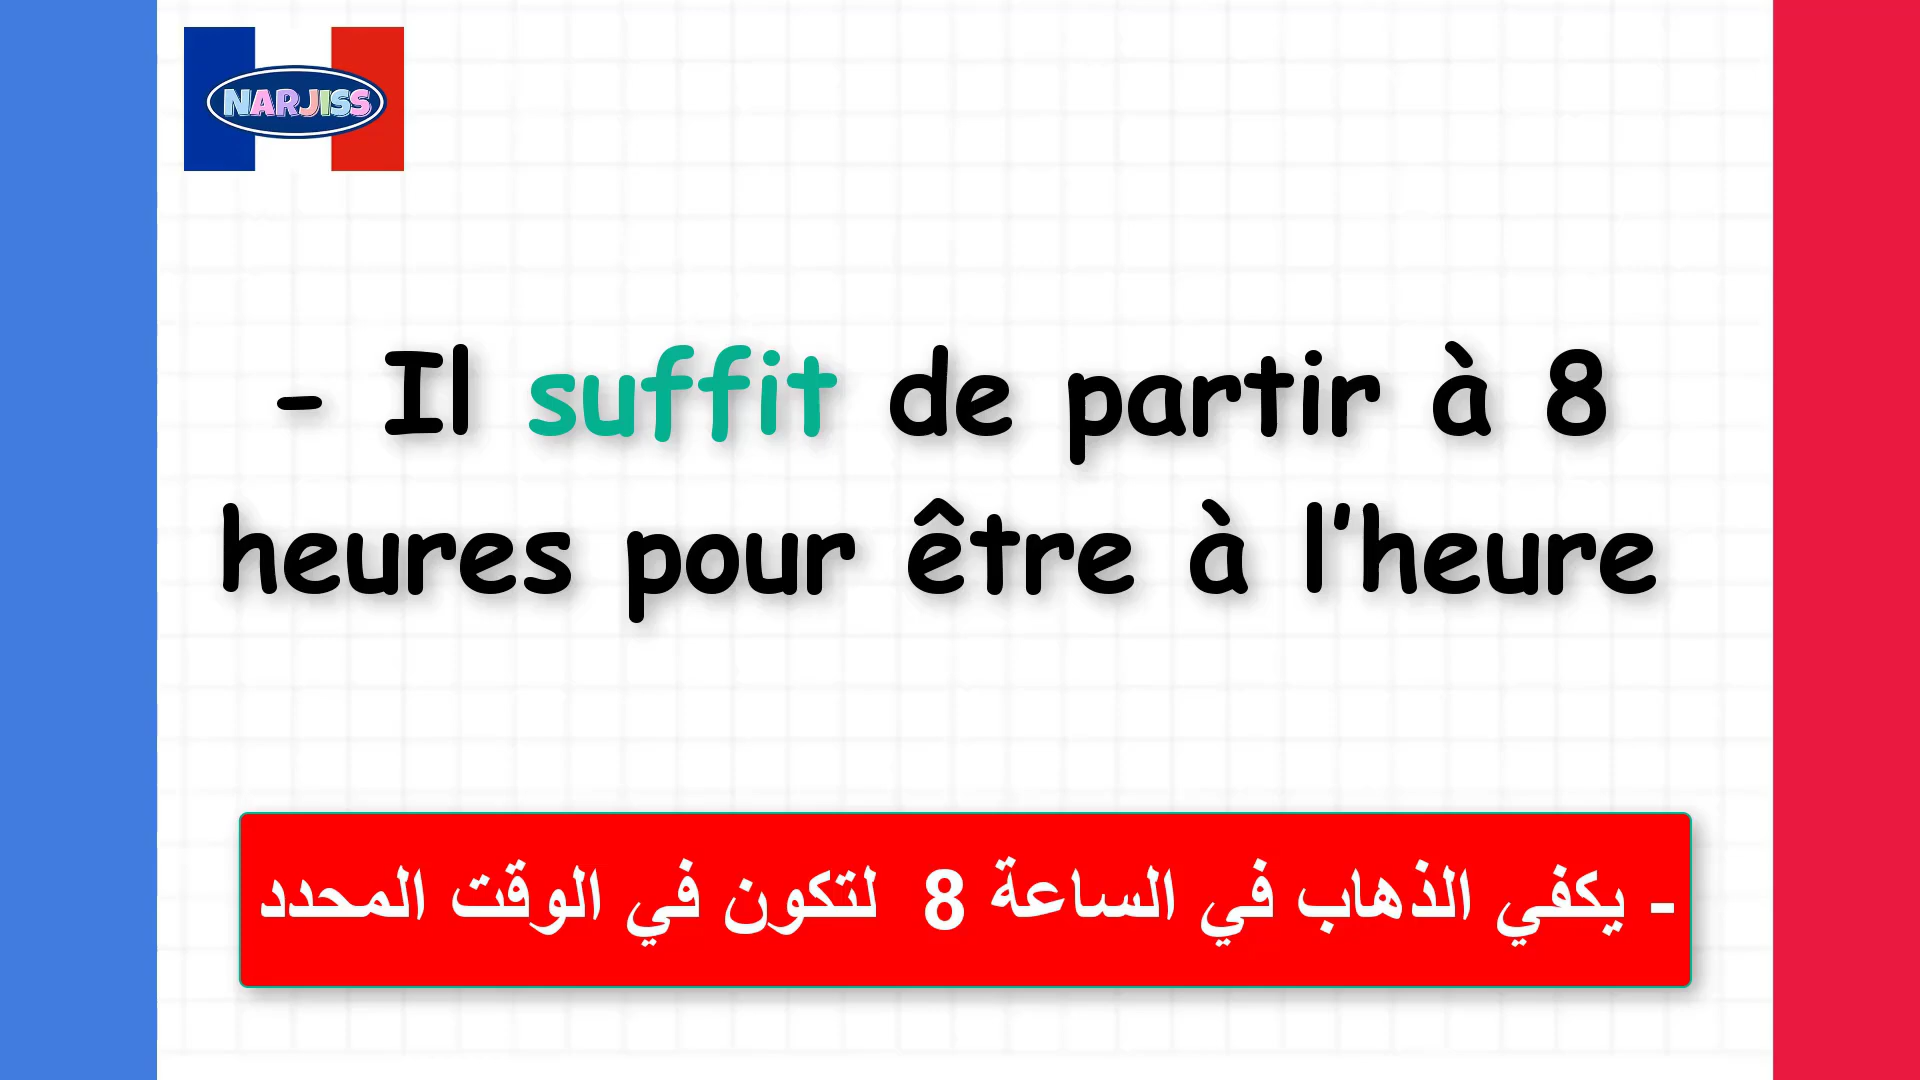 NARJISS
- Il suffit de partir à 8
heures pour être à l'heure
- يكفي الذهاب في الساعة 8 لتكون في الوقت المحدد